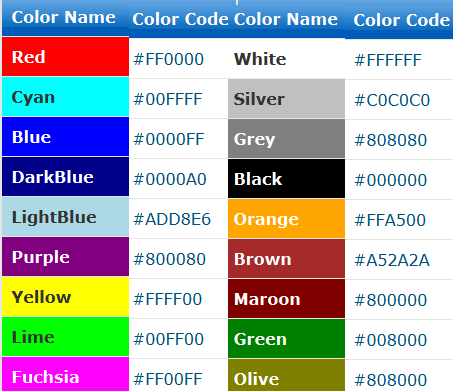 Color Name Color Code Color Name Color Code
Red #FF0000 White #FFFFFF
Cyan #00FFFF Silver #C0C0C0
Blue #0000FF Grey #808080
DarkBlue #0000A0 Black #000000
LightBlue #ADD8E6 Orange #FFA500
Purple #800080 Brown #A52A2A
Yellow #FFFF00 Maroon #800000
Lime #00FF00 Green #008000
Fuchsia #FF00FF Olive #808000